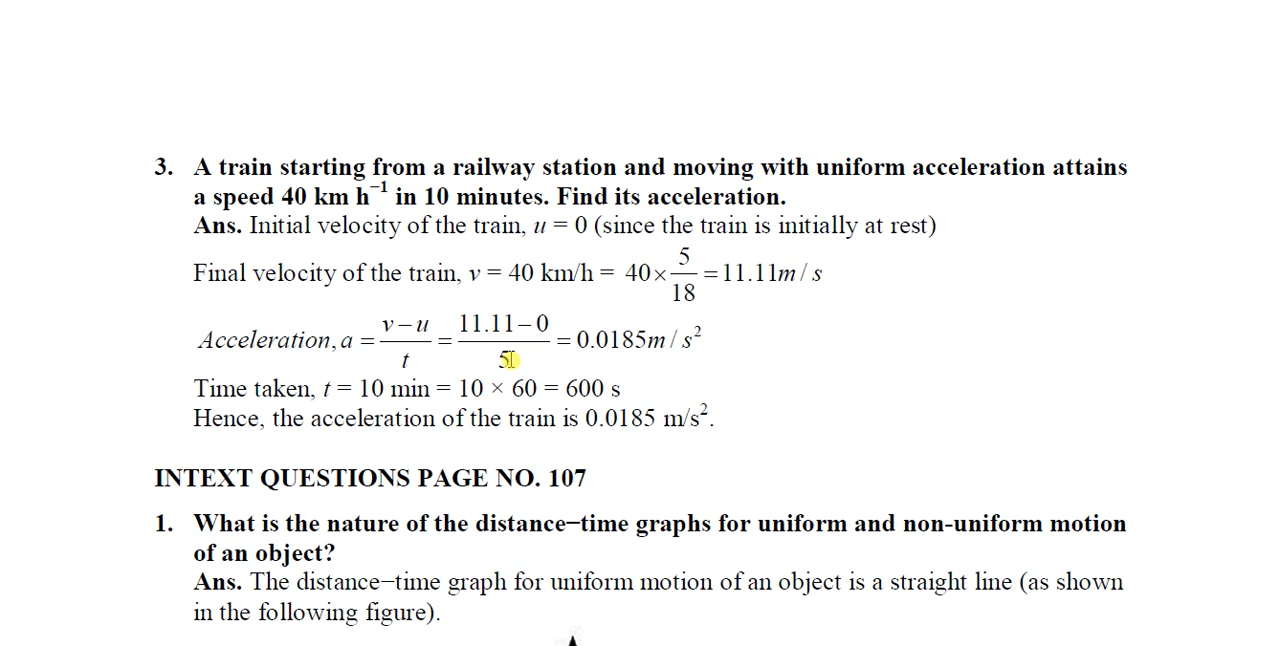 3. A train starting from a railway station and moving with uniform acceleration attains
a speed 40 km h⁻¹ in 10 minutes. Find its acceleration.
Ans. Initial velocity of the train, u = 0 (since the train is initially at rest)
Final velocity of the train, v = 40 km/h = 40 × 5/18 = 11.11m / s
Acceleration, a = (v − u)/t = (11.11 − 0)/5 = 0.0185m / s²
Time taken, t = 10 min = 10 × 60 = 600 s
Hence, the acceleration of the train is 0.0185 m/s².
INTEXT QUESTIONS PAGE NO. 107
1. What is the nature of the distance−time graphs for uniform and non-uniform motion
of an object?
Ans. The distance−time graph for uniform motion of an object is a straight line (as shown
in the following figure).